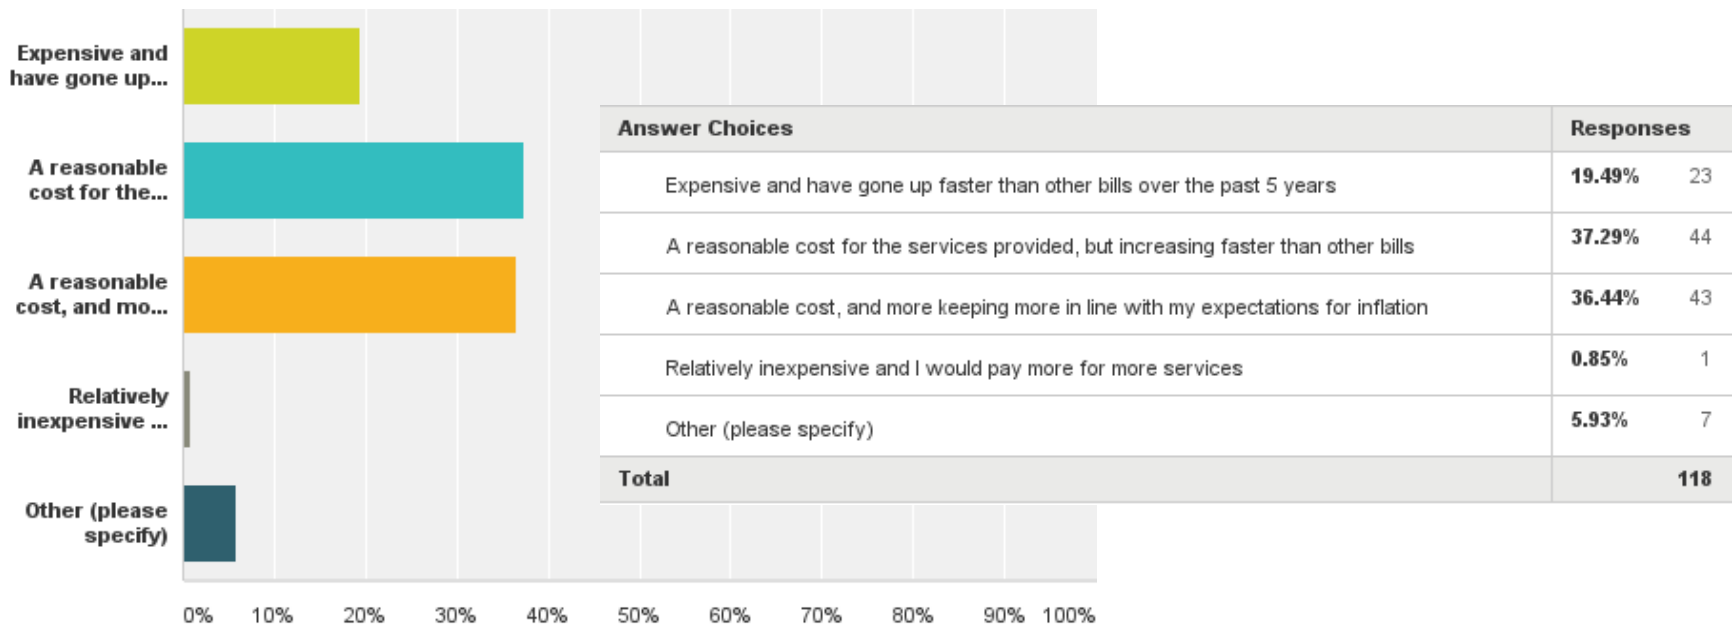 Expensive and
have gone up...
A reasonable
cost for the...
A reasonable
cost, and mo...
Relatively
inexpensive ...
Other (please
specify)
0% 10% 20% 30% 40% 50% 60% 70% 80% 90% 100%
Answer Choices Responses
Expensive and have gone up faster than other bills over the past 5 years 19.49% 23
A reasonable cost for the services provided, but increasing faster than other bills 37.29% 44
A reasonable cost, and more keeping more in line with my expectations for inflation 36.44% 43
Relatively inexpensive and I would pay more for more services 0.85% 1
Other (please specify) 5.93% 7
Total 118